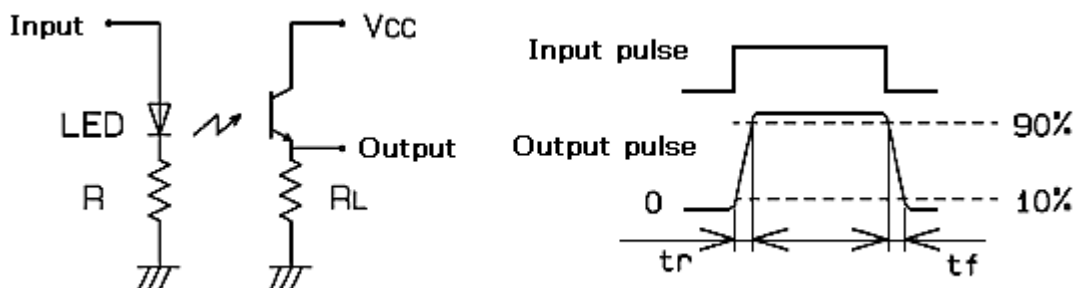 Input
Vcc
LED
Output
R
RL
Input pulse
90%
Output pulse
0
10%
tr
tf